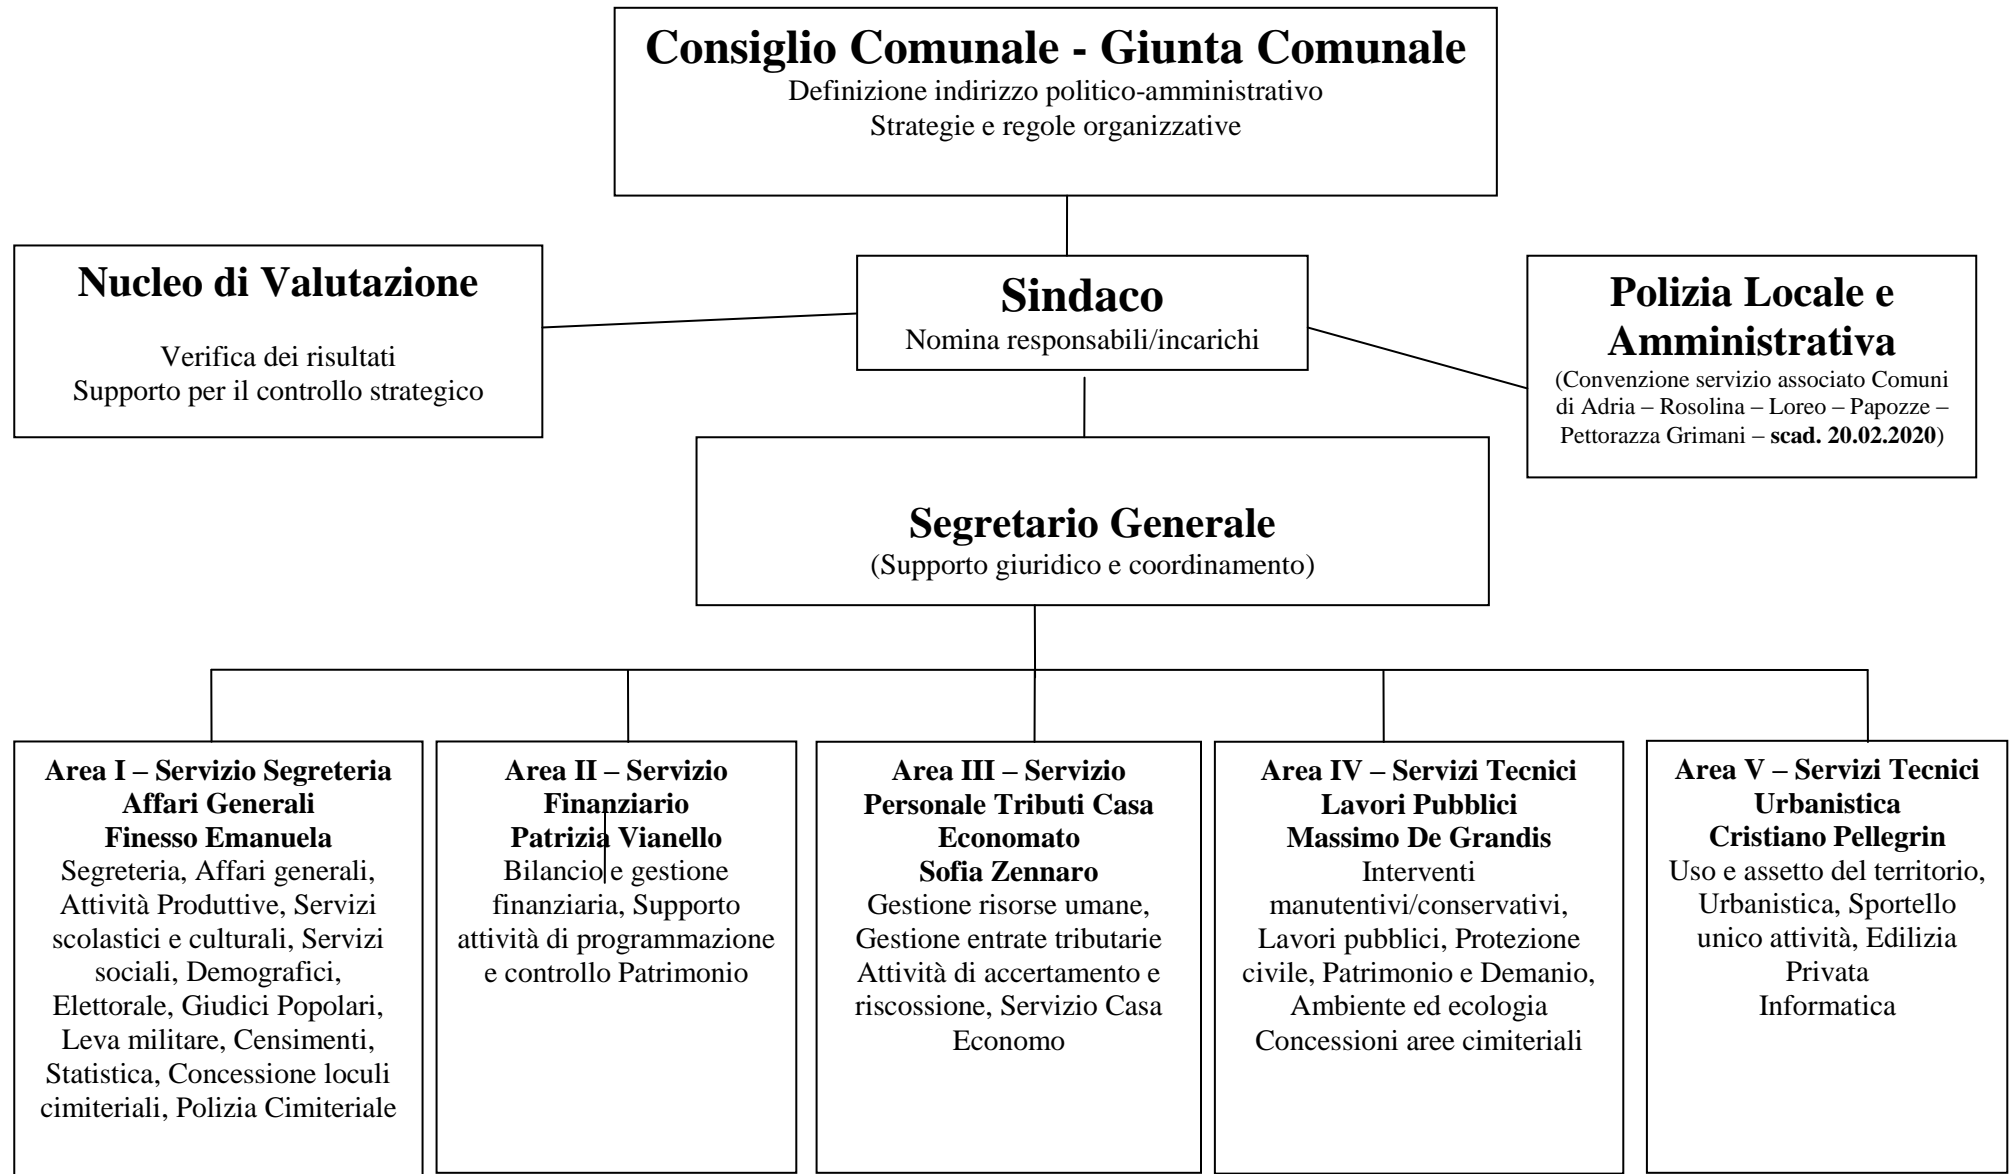 Consiglio Comunale - Giunta Comunale
Definizione indirizzo politico-amministrativo
Strategie e regole organizzative
Nucleo di Valutazione
Verifica dei risultati
Supporto per il controllo strategico
Sindaco
Nomina responsabili/incarichi
Polizia Locale e
Amministrativa
(Convenzione servizio associato Comuni
di Adria – Rosolina – Loreo – Papozze –
Pettorazza Grimani – scad. 20.02.2020)
Segretario Generale
(Supporto giuridico e coordinamento)
Area I – Servizio Segreteria
Affari Generali
Finesso Emanuela
Segreteria, Affari generali,
Attività Produttive, Servizi
scolastici e culturali, Servizi
sociali, Demografici,
Elettorale, Giudici Popolari,
Leva militare, Censimenti,
Statistica, Concessione loculi
cimiteriali, Polizia Cimiteriale
Area II – Servizio
Finanziario
Patrizia Vianello
Bilancio e gestione
finanziaria, Supporto
attività di programmazione
e controllo Patrimonio
Area III – Servizio
Personale Tributi Casa
Economato
Sofia Zennaro
Gestione risorse umane,
Gestione entrate tributarie
Attività di accertamento e
riscossione, Servizio Casa
Economo
Area IV – Servizi Tecnici
Lavori Pubblici
Massimo De Grandis
Interventi
manutentivi/conservativi,
Lavori pubblici, Protezione
civile, Patrimonio e Demanio,
Ambiente ed ecologia
Concessioni aree cimiteriali
Area V – Servizi Tecnici
Urbanistica
Cristiano Pellegrin
Uso e assetto del territorio,
Urbanistica, Sportello
unico attività, Edilizia
Privata
Informatica